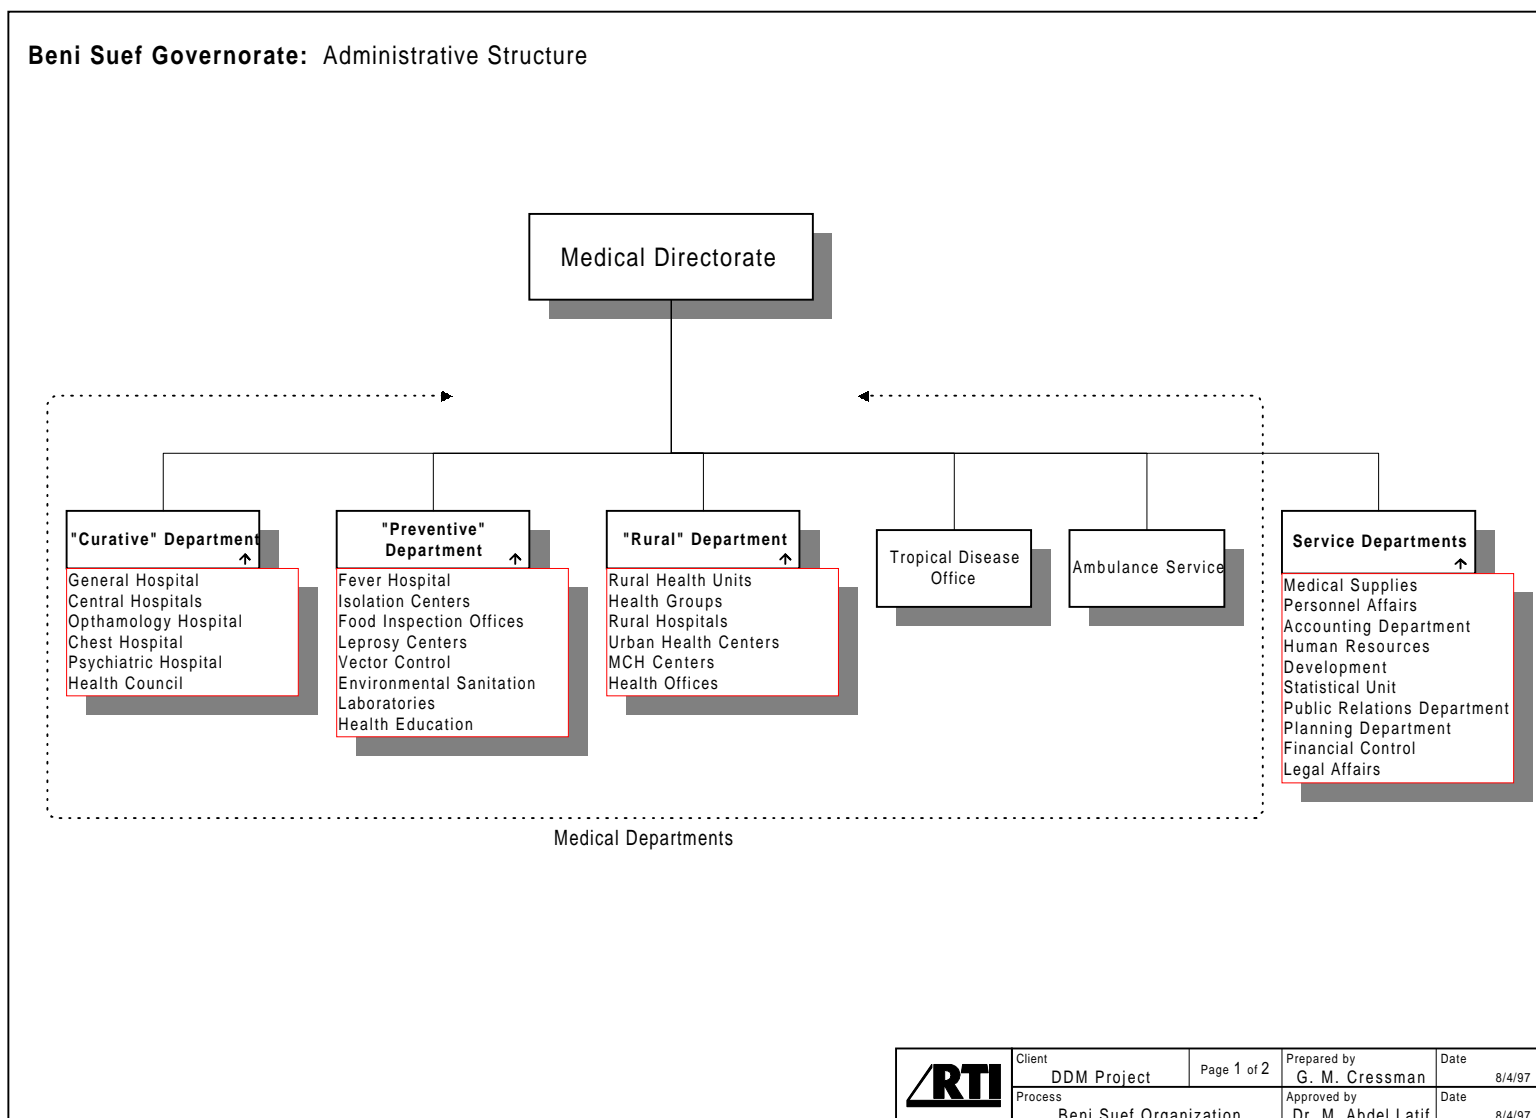 Beni Suef Governorate: Administrative Structure
Medical Directorate
"Curative" Department
General Hospital
Central Hospitals
Opthamology Hospital
Chest Hospital
Psychiatric Hospital
Health Council
"Preventive"
Department
Fever Hospital
Isolation Centers
Food Inspection Offices
Leprosy Centers
Vector Control
Environmental Sanitation
Laboratories
Health Education
"Rural" Department
Rural Health Units
Health Groups
Rural Hospitals
Urban Health Centers
MCH Centers
Health Offices
Tropical Disease
Office
Ambulance Service
Service Departments
Medical Supplies
Personnel Affairs
Accounting Department
Human Resources
Development
Statistical Unit
Public Relations Department
Planning Department
Financial Control
Legal Affairs
Medical Departments
RTI
Client
DDM Project
Page 1 of 2
Prepared by
G. M. Cressman
Date
8/4/97
Process
Beni Suef Organization
Approved by
Dr. M. Abdel Latif
Date
8/4/97